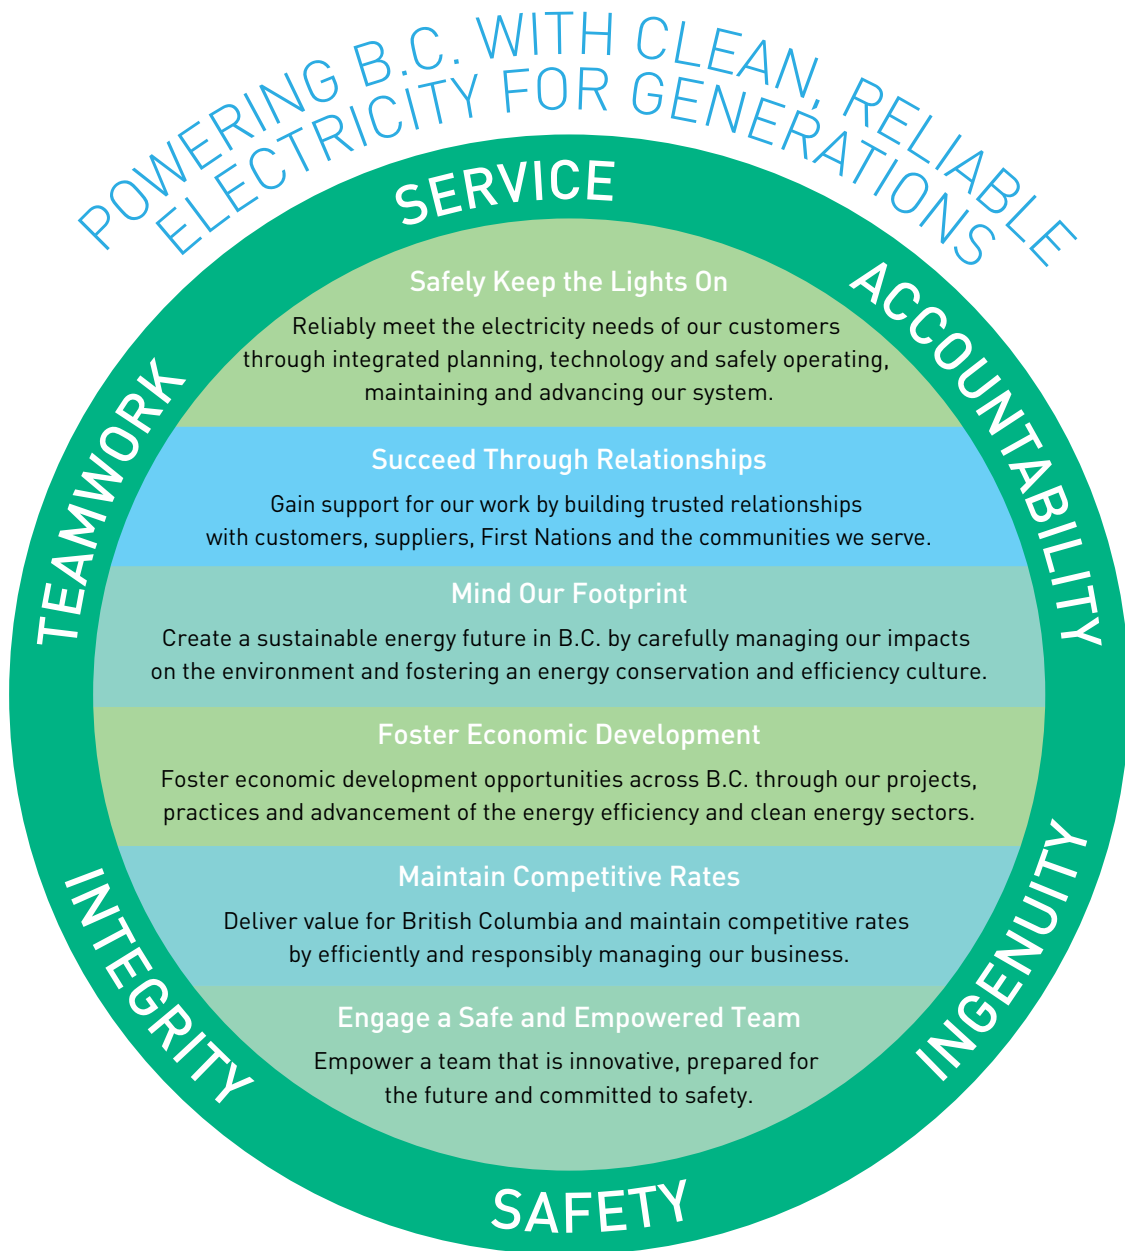 POWERING B.C. WITH CLEAN, RELIABLE
ELECTRICITY FOR GENERATIONS
SERVICE
ACCOUNTABILITY
TEAMWORK
Safely Keep the Lights On
Reliably meet the electricity needs of our customers
through integrated planning, technology and safely operating,
maintaining and advancing our system.
Succeed Through Relationships
Gain support for our work by building trusted relationships
with customers, suppliers, First Nations and the communities we serve.
Mind Our Footprint
Create a sustainable energy future in B.C. by carefully managing our impacts
on the environment and fostering an energy conservation and efficiency culture.
Foster Economic Development
Foster economic development opportunities across B.C. through our projects,
practices and advancement of the energy efficiency and clean energy sectors.
Maintain Competitive Rates
Deliver value for British Columbia and maintain competitive rates
by efficiently and responsibly managing our business.
Engage a Safe and Empowered Team
Empower a team that is innovative, prepared for
the future and committed to safety.
INTEGRITY
INGENUITY
SAFETY